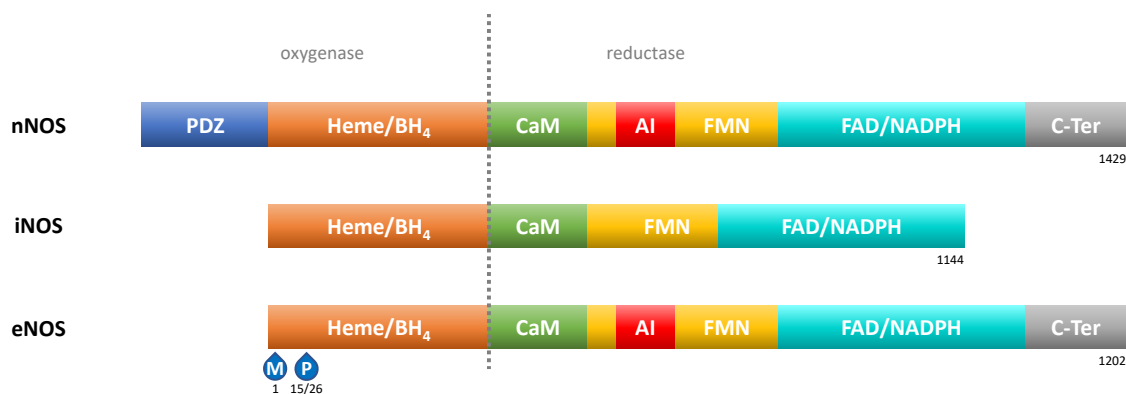 oxygenase reductase
nNOS PDZ Heme/BH₄ CaM AI FMN FAD/NADPH C-Ter
1429
iNOS Heme/BH₄ CaM FMN FAD/NADPH
1144
eNOS Heme/BH₄ CaM AI FMN FAD/NADPH C-Ter
1202
M P
1 15/26